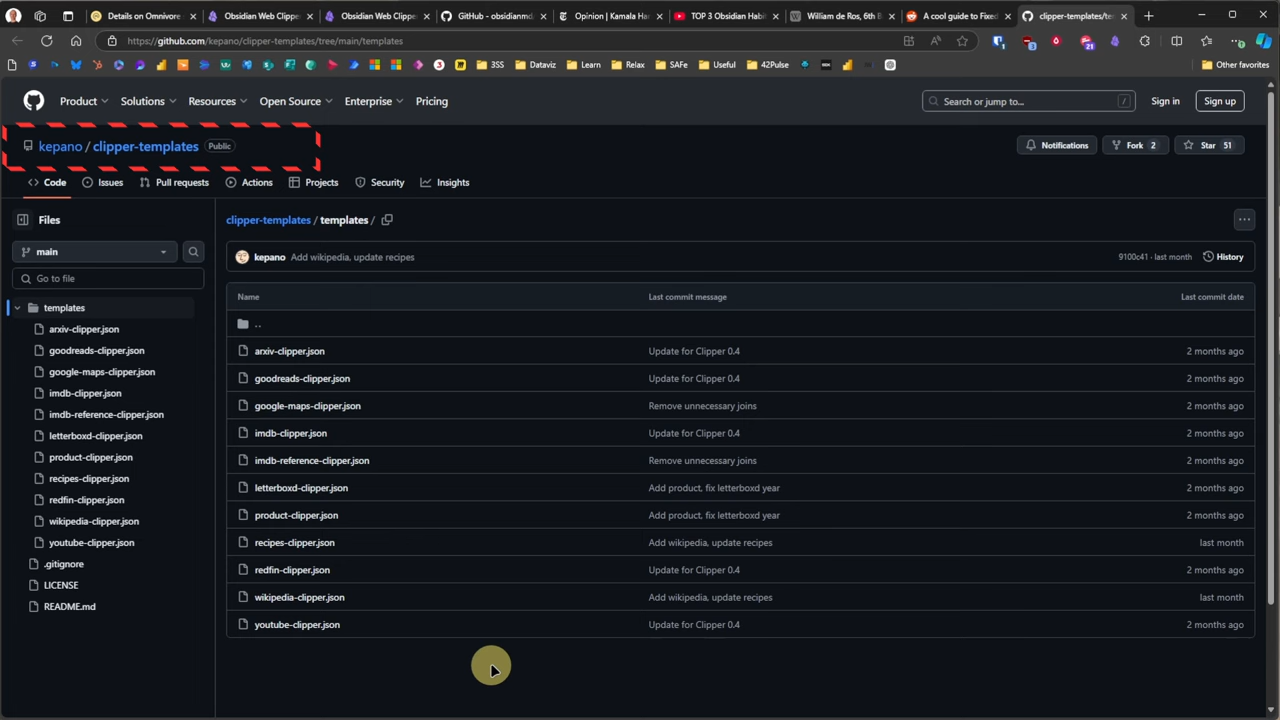 Details on Omnivore
Obsidian Web Clippe
Obsidian Web Clippe
GitHub - obsidianmd
Opinion | Kamala Har
TOP 3 Obsidian Habi
William de Ros, 6th B
A cool guide to Fixed
clipper-templates/te
https://github.com/kepano/clipper-templates/tree/main/templates
3
21
3SS
Dataviz
Learn
Relax
SAFe
Useful
42Pulse
Other favorites
Product
Solutions
Resources
Open Source
Enterprise
Pricing
Search or jump to...
/
Sign in
Sign up
kepano / clipper-templates
Public
Notifications
Fork 2
Star 51
Code
Issues
Pull requests
Actions
Projects
Security
Insights
Files
main
Go to file
templates
arxiv-clipper.json
goodreads-clipper.json
google-maps-clipper.json
imdb-clipper.json
imdb-reference-clipper.json
letterboxd-clipper.json
product-clipper.json
recipes-clipper.json
redfin-clipper.json
wikipedia-clipper.json
youtube-clipper.json
.gitignore
LICENSE
README.md
clipper-templates / templates /
kepano Add wikipedia, update recipes
9100c41 · last month
History
Name Last commit message Last commit date
..
arxiv-clipper.json Update for Clipper 0.4 2 months ago
goodreads-clipper.json Update for Clipper 0.4 2 months ago
google-maps-clipper.json Remove unnecessary joins 2 months ago
imdb-clipper.json Update for Clipper 0.4 2 months ago
imdb-reference-clipper.json Remove unnecessary joins 2 months ago
letterboxd-clipper.json Add product, fix letterboxd year 2 months ago
product-clipper.json Add product, fix letterboxd year 2 months ago
recipes-clipper.json Add wikipedia, update recipes last month
redfin-clipper.json Update for Clipper 0.4 2 months ago
wikipedia-clipper.json Add wikipedia, update recipes last month
youtube-clipper.json Update for Clipper 0.4 2 months ago